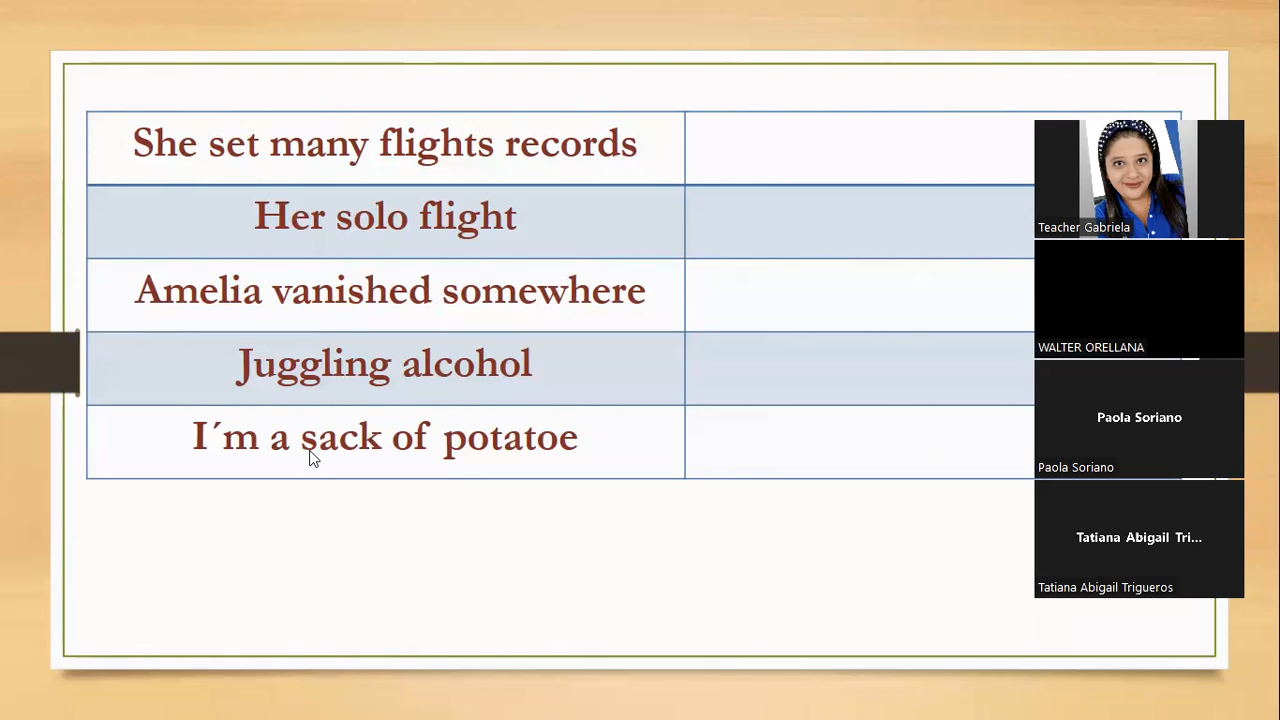 She set many flights records
Her solo flight
Amelia vanished somewhere
Juggling alcohol
I´m a sack of potatoe
Teacher Gabriela
WALTER ORELLANA
Paola Soriano
Paola Soriano
Tatiana Abigail Tri...
Tatiana Abigail Trigueros